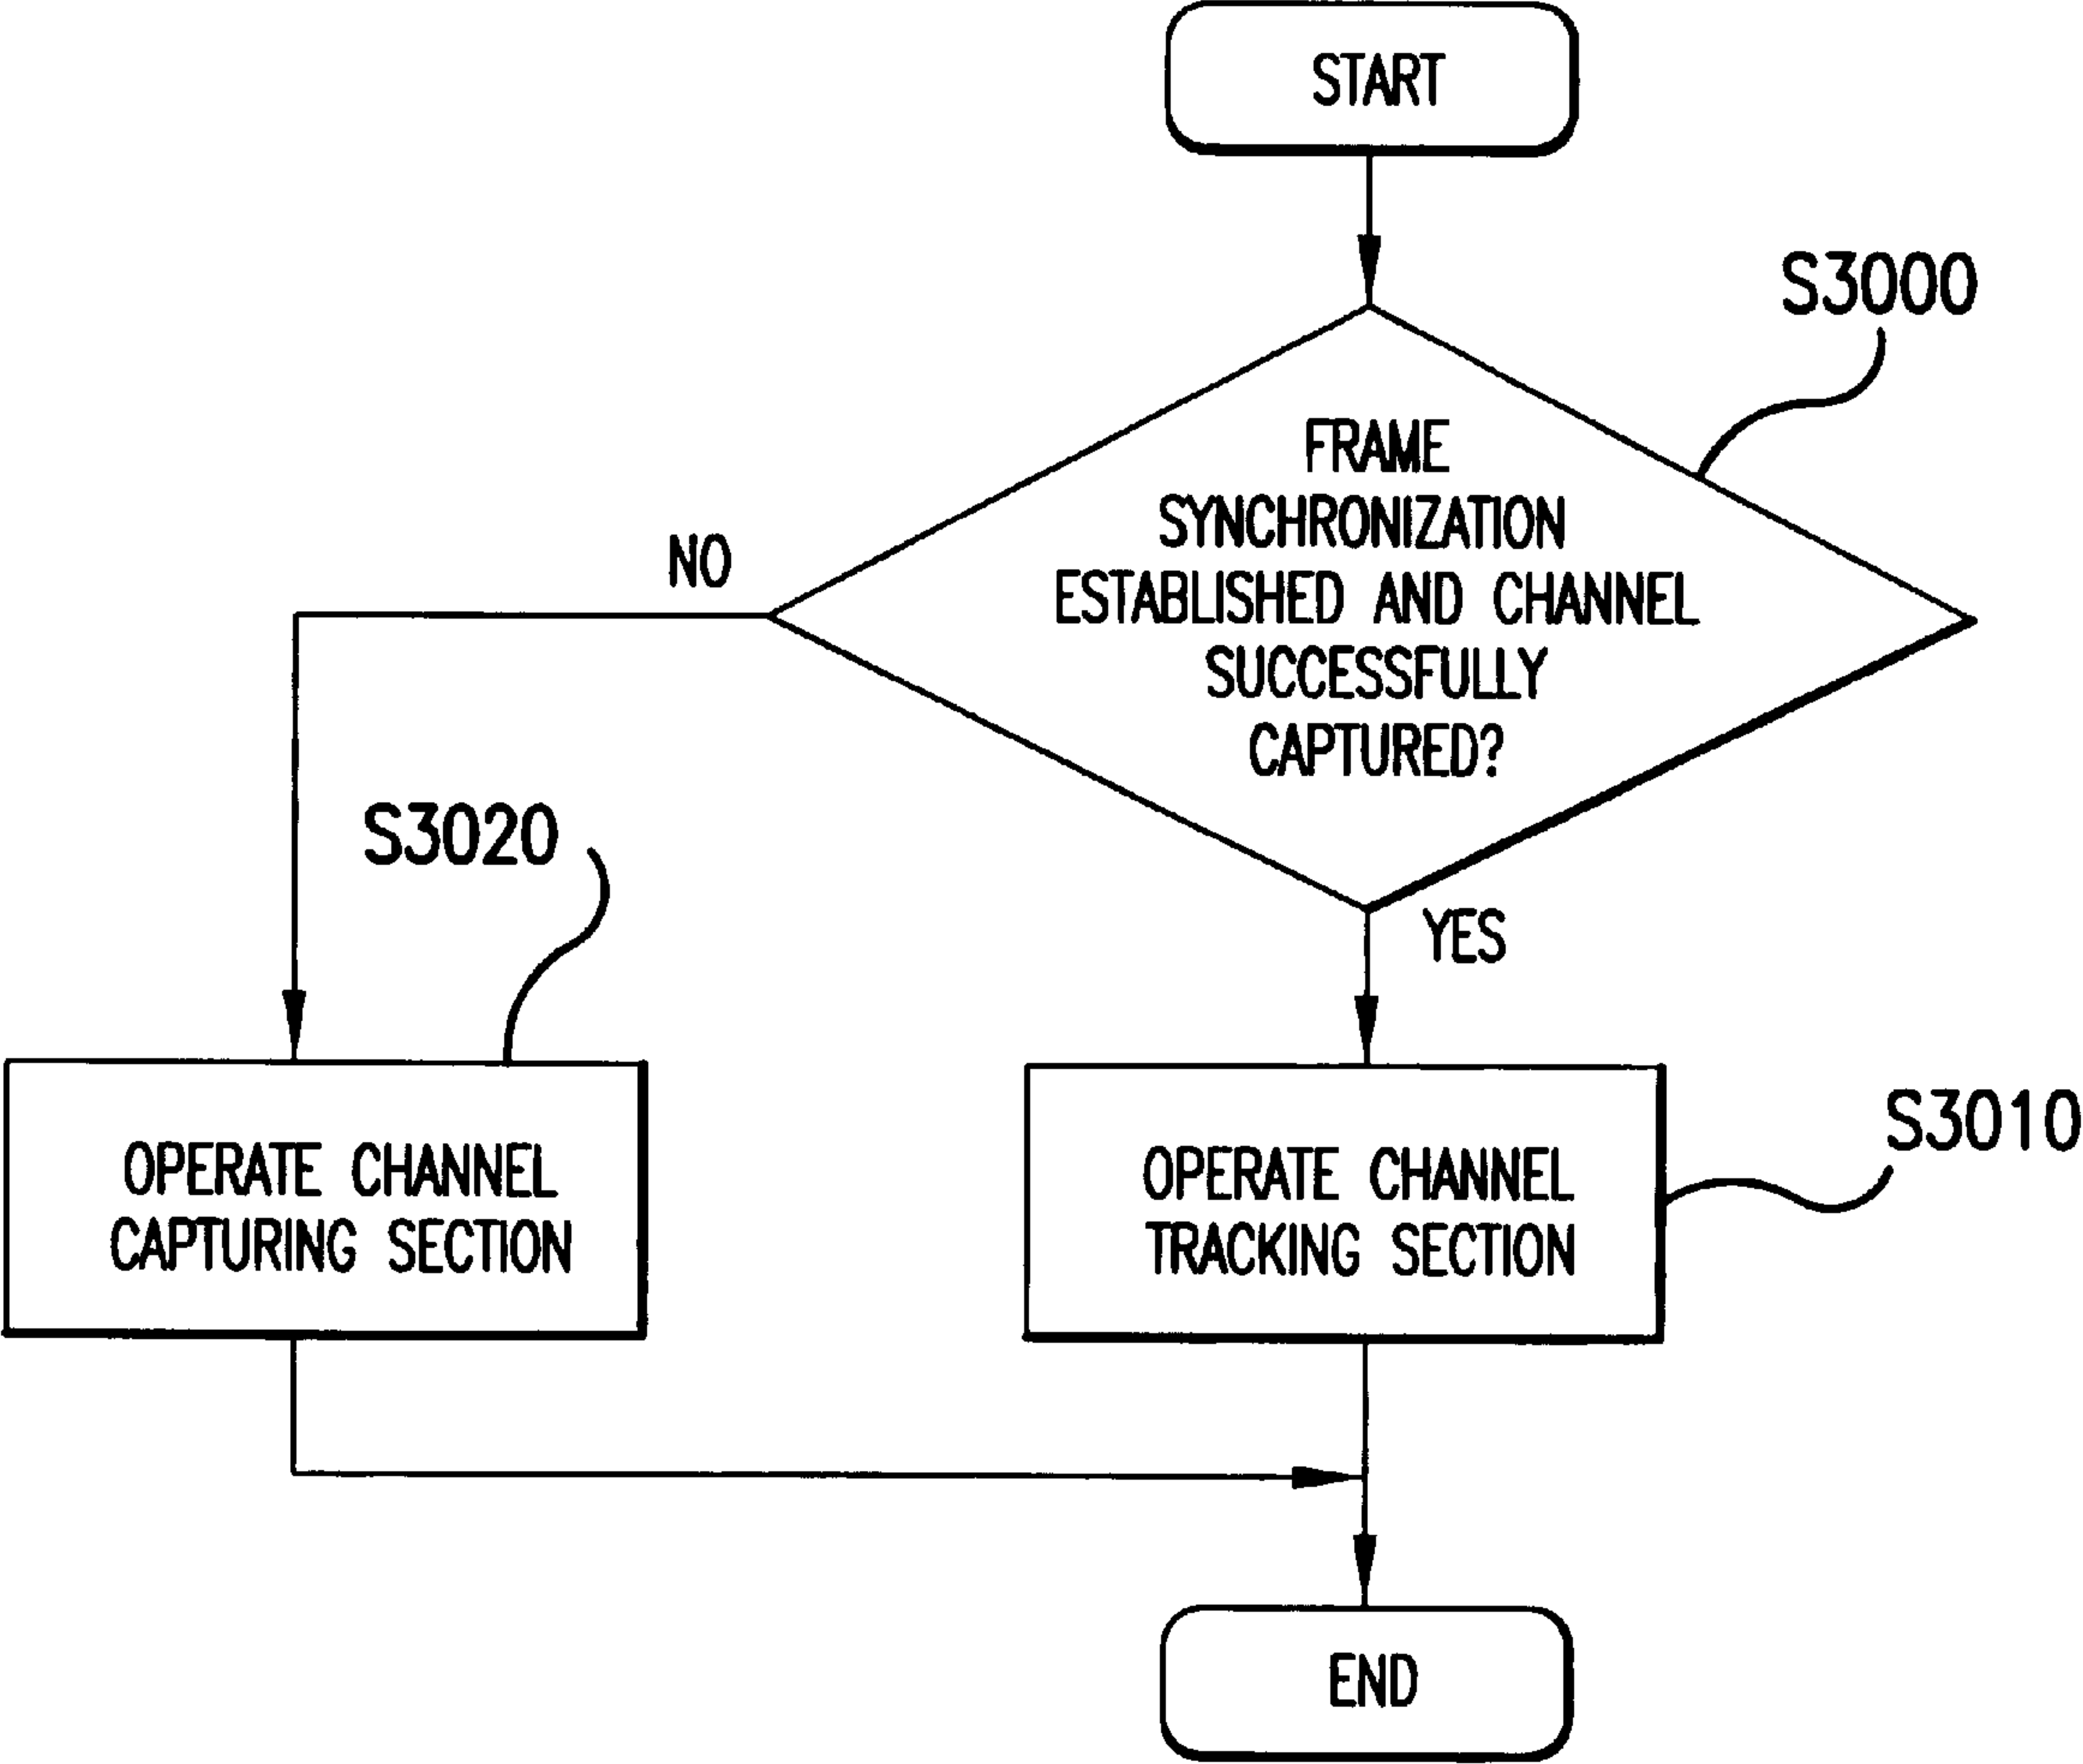 START
S3000
FRAME
SYNCHRONIZATION
ESTABLISHED AND CHANNEL
SUCCESSFULLY
CAPTURED?
NO
YES
S3020
OPERATE CHANNEL
CAPTURING SECTION
OPERATE CHANNEL
TRACKING SECTION
S3010
END